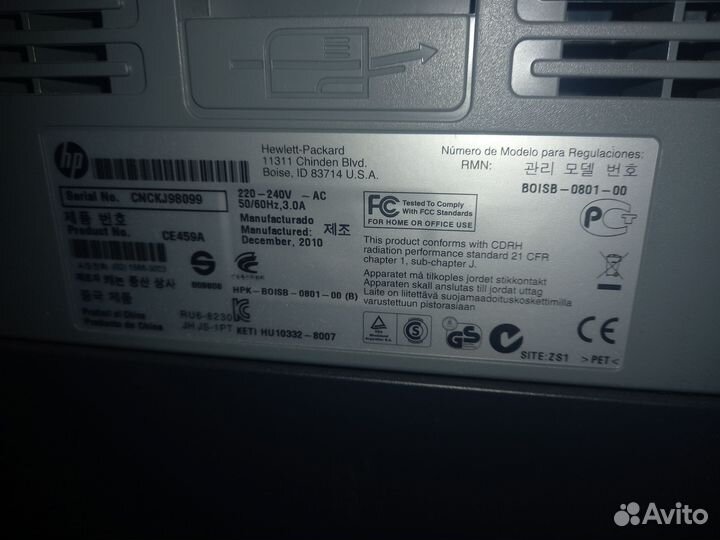 hp
Hewlett-Packard
11311 Chinden Blvd.
Boise, ID 83714 U.S.A.
Número de Modelo para Regulaciones:
RMN: 관리 모델 번호
BOISB-0801-00
Serial No. CNCKJ98099
제품 번호
Product No. CE459A
220-240V ~ AC
50/60Hz, 3.0A
Manufacturado
Manufactured: 제조
December, 2010
FC Tested To Comply
With FCC Standards
FOR HOME OR OFFICE USE
This product conforms with CDRH
radiation performance standard 21 CFR
chapter 1, sub-chapter J.
Apparatet må tilkoples jordet stikkontakt
Apparaten skall anslutas till jordat uttag
Laite on liitettävä suojamaadoituskoskettimilla
varustettuun pistorasiaan
중국 제품
Product of China
Producto de China
HPK-BOISB-0801-00 (B)
RU6-8230
JHJS-1PT
KETI HU10332-8007
GS
N
CE
SITE:ZS1 >PET<
Avito